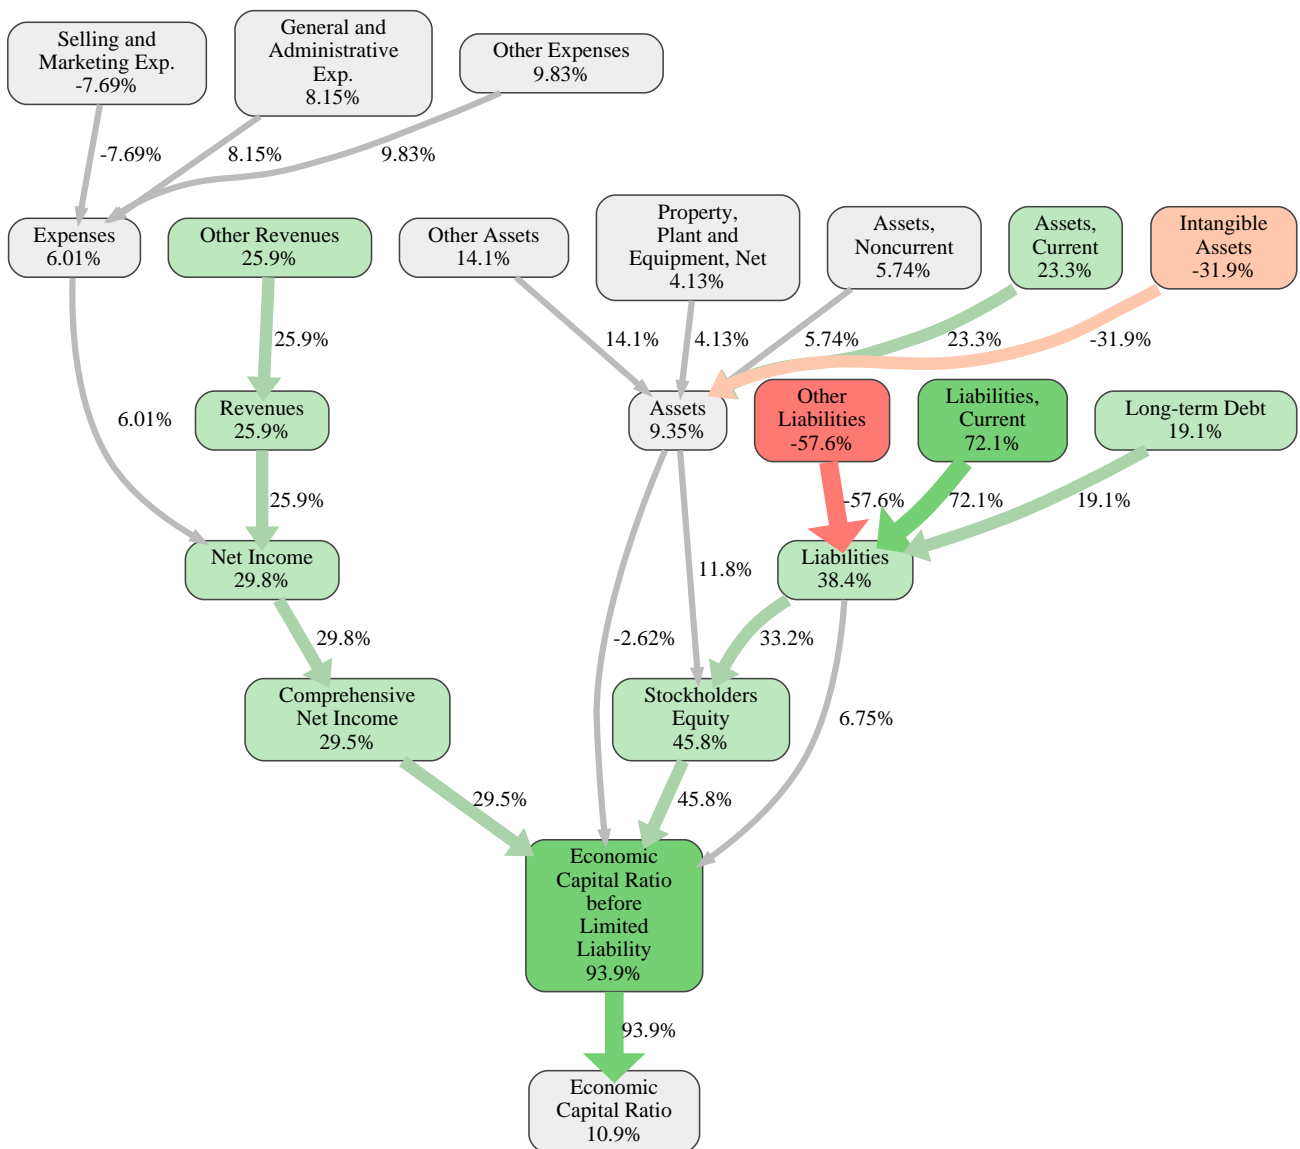 Selling and
Marketing Exp.
-7.69%
General and
Administrative
Exp.
8.15%
Other Expenses
9.83%
-7.69%
8.15%
9.83%
Expenses
6.01%
Other Revenues
25.9%
Other Assets
14.1%
Property,
Plant and
Equipment, Net
4.13%
Assets,
Noncurrent
5.74%
Assets,
Current
23.3%
Intangible
Assets
-31.9%
25.9%
14.1%
4.13%
5.74%
23.3%
-31.9%
6.01%
Revenues
25.9%
Assets
9.35%
Other
Liabilities
-57.6%
Liabilities,
Current
72.1%
Long-term Debt
19.1%
25.9%
-57.6%
72.1%
19.1%
Net Income
29.8%
11.8%
Liabilities
38.4%
29.8%
-2.62%
33.2%
Comprehensive
Net Income
29.5%
Stockholders
Equity
45.8%
6.75%
29.5%
45.8%
Economic
Capital Ratio
before
Limited
Liability
93.9%
93.9%
Economic
Capital Ratio
10.9%